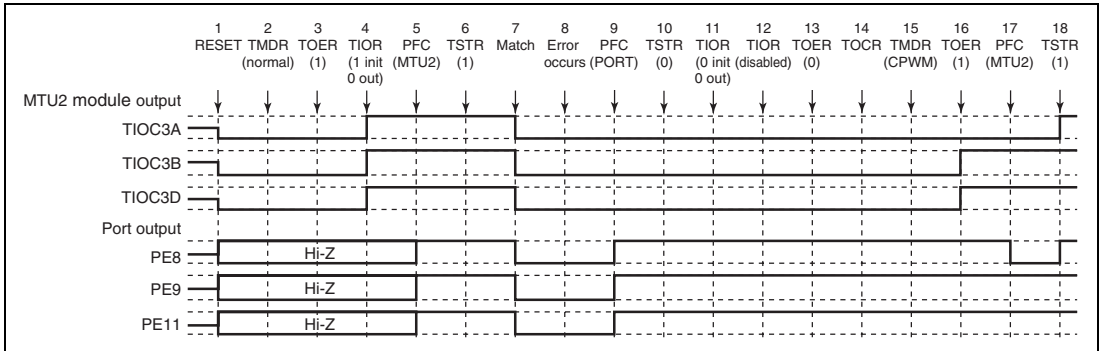 1 2 3 4 5 6 7 8 9 10 11 12 13 14 15 16 17 18
RESET TMDR TOER TIOR PFC TSTR Match Error PFC TSTR TIOR TIOR TOER TOCR TMDR TOER PFC TSTR
(normal) (1) (1 init (MTU2) (1) occurs (PORT) (0) (0 init (disabled) (0) (CPWM) (1) (MTU2) (1)
0 out) 0 out)
MTU2 module output
TIOC3A
TIOC3B
TIOC3D
Port output
PE8 Hi-Z
PE9 Hi-Z
PE11 Hi-Z